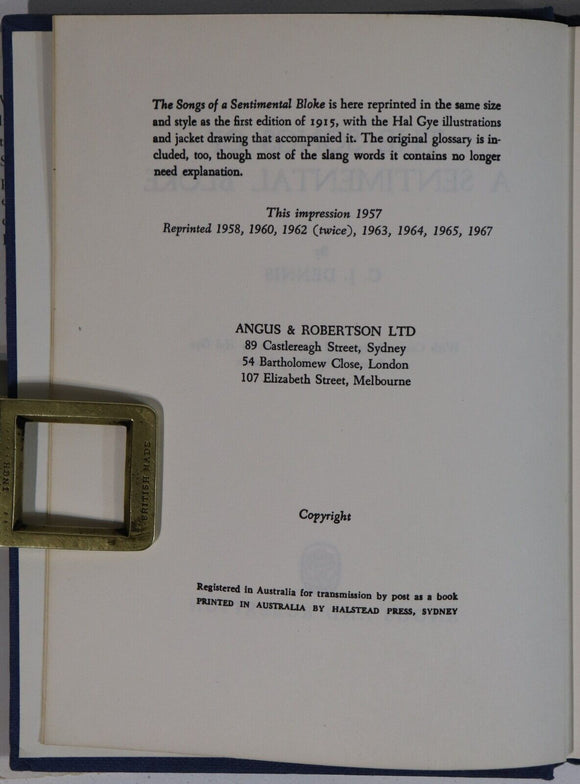 The Songs of a Sentimental Bloke is here reprinted in the same size
and style as the first edition of 1915, with the Hal Gye illustrations
and jacket drawing that accompanied it. The original glossary is in-
cluded, too, though most of the slang words it contains no longer
need explanation.
This impression 1957
Reprinted 1958, 1960, 1962 (twice), 1963, 1964, 1965, 1967
ANGUS & ROBERTSON LTD
89 Castlereagh Street, Sydney
54 Bartholomew Close, London
107 Elizabeth Street, Melbourne
Copyright
Registered in Australia for transmission by post as a book
PRINTED IN AUSTRALIA BY HALSTEAD PRESS, SYDNEY
INCH
BRITISH MADE
A SENTIMENTAL BLOKE
By
C. J. DENNIS